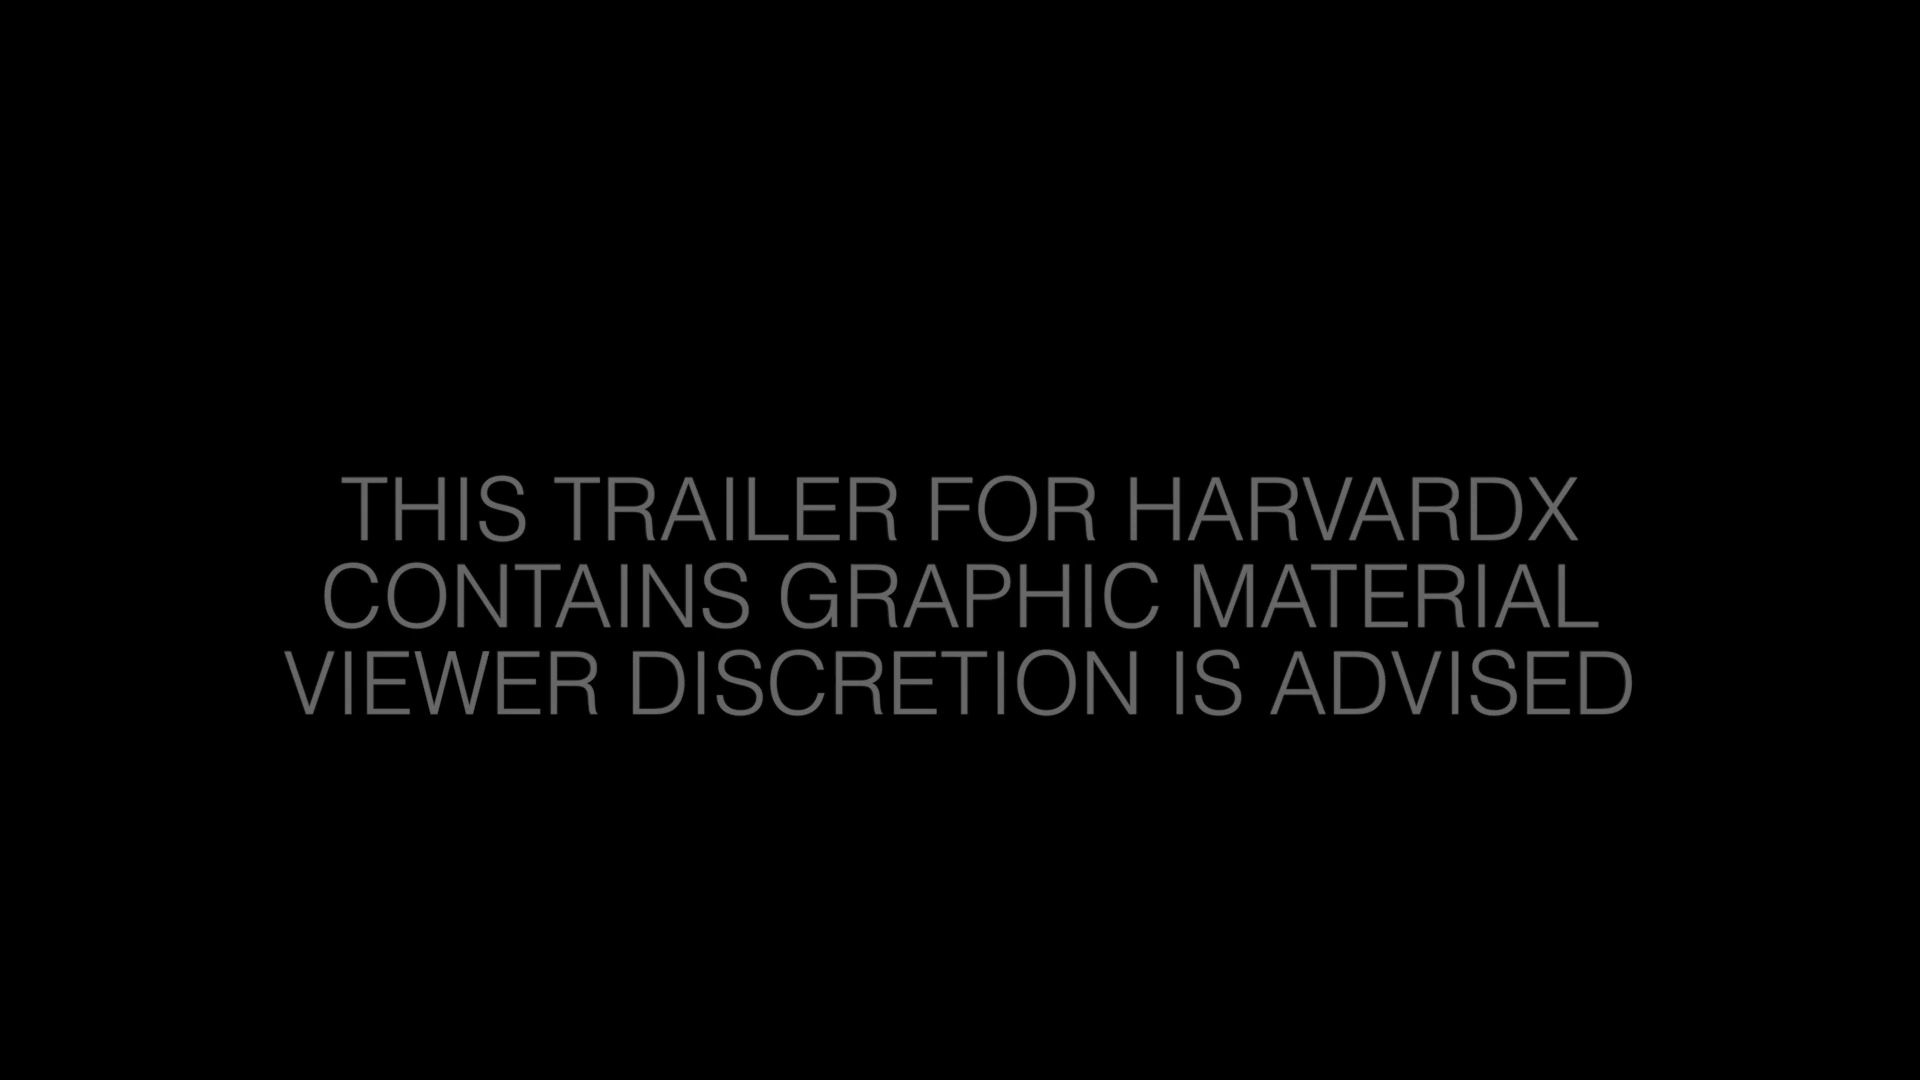 THIS TRAILER FOR HARVARDX
CONTAINS GRAPHIC MATERIAL
VIEWER DISCRETION IS ADVISED